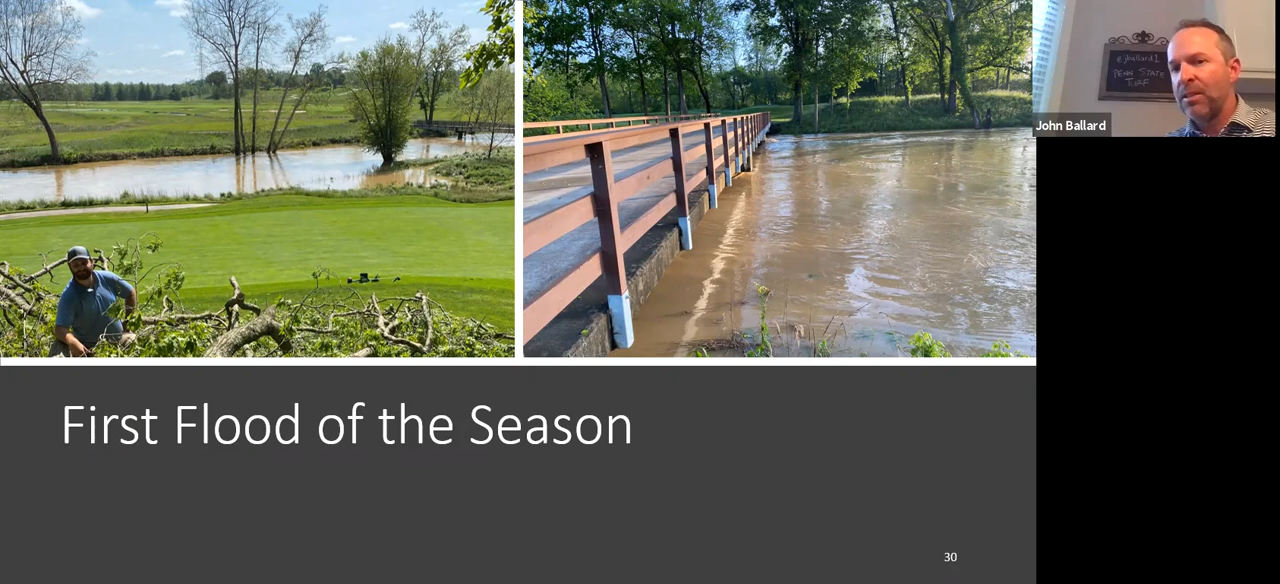 @jballard1
PENN STATE
TURF
John Ballard
First Flood of the Season
30